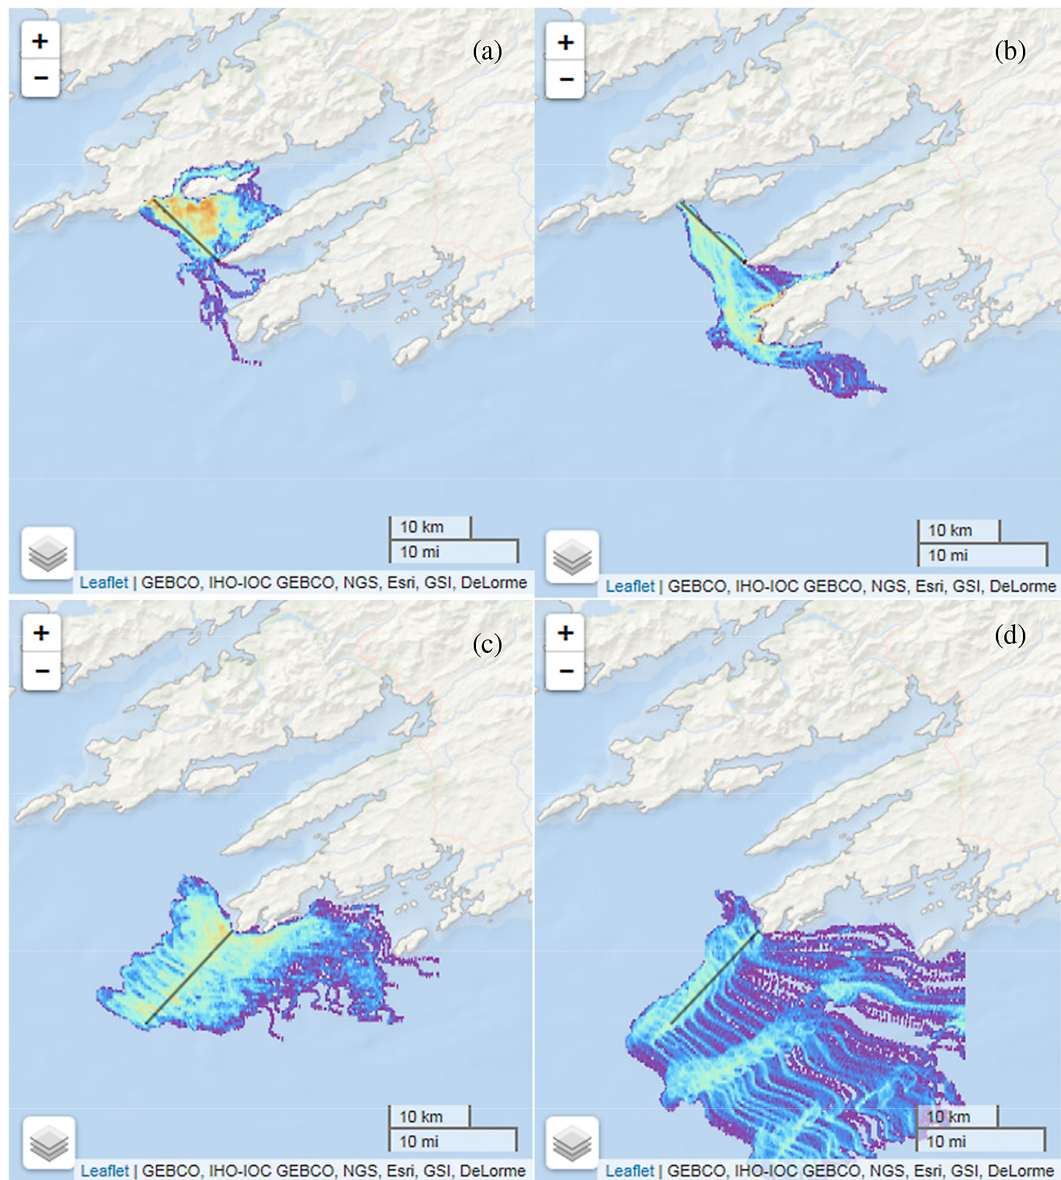 +
−
(a)
10 km
10 mi
Leaflet | GEBCO, IHO-IOC GEBCO, NGS, Esri, GSI, DeLorme
+
−
(b)
10 km
10 mi
Leaflet | GEBCO, IHO-IOC GEBCO, NGS, Esri, GSI, DeLorme
+
−
(c)
10 km
10 mi
Leaflet | GEBCO, IHO-IOC GEBCO, NGS, Esri, GSI, DeLorme
+
−
(d)
10 km
10 mi
Leaflet | GEBCO, IHO-IOC GEBCO, NGS, Esri, GSI, DeLorme